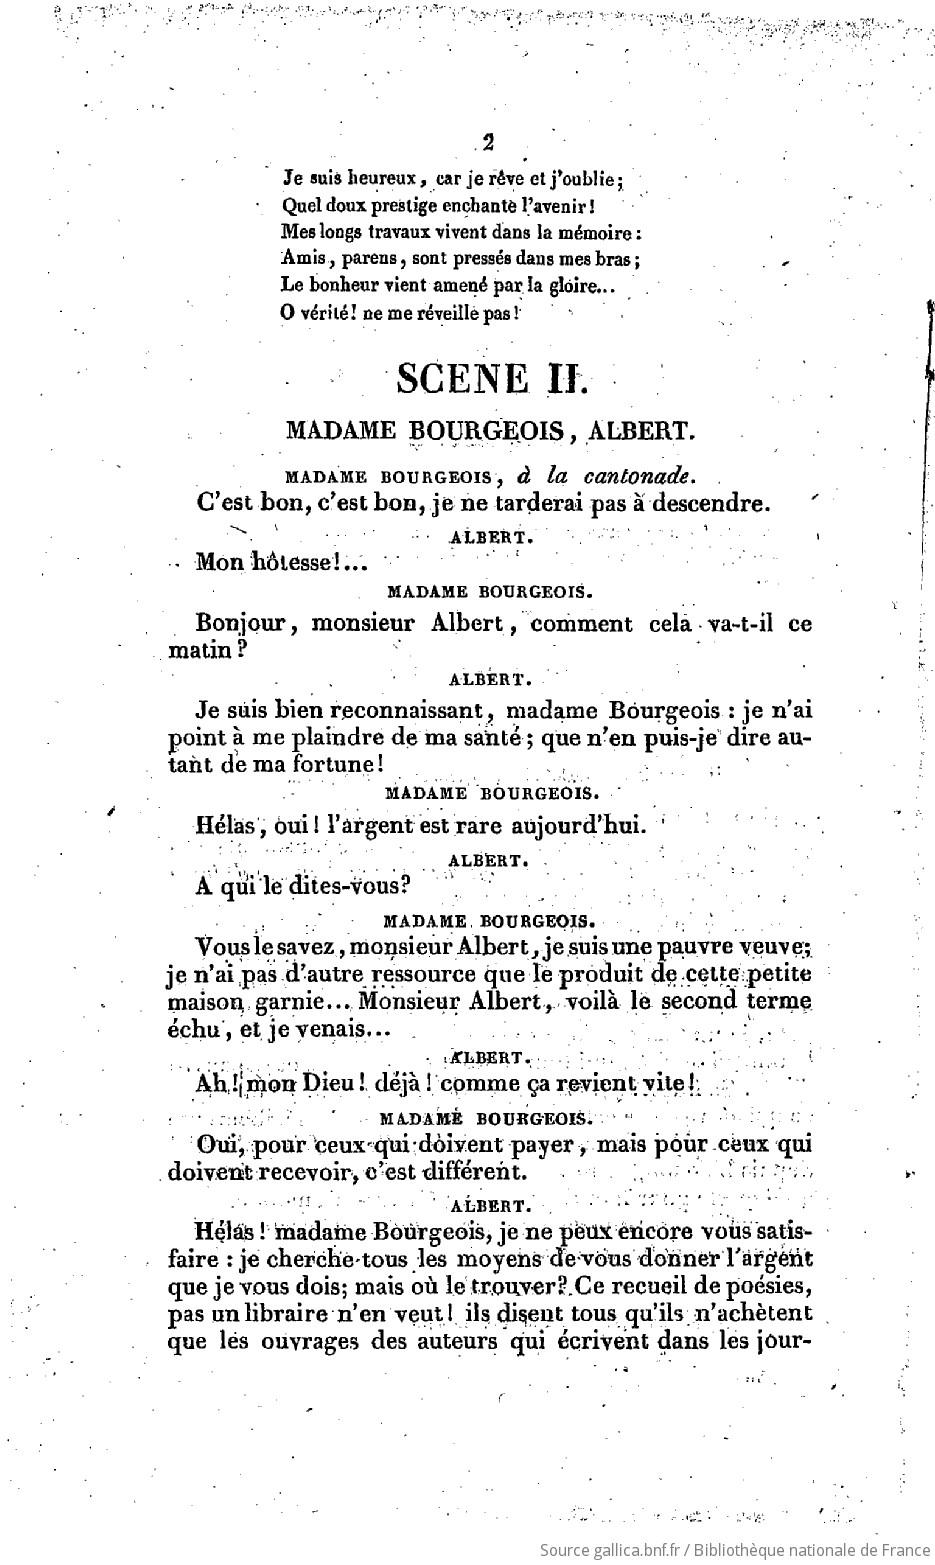 2
Je suis heureux, car je rêve et j'oublie;
Quel doux prestige enchante l'avenir!
Mes longs travaux vivent dans la mémoire:
Amis, parens, sont pressés dans mes bras;
Le bonheur vient amené par la gloire...
O vérité! ne me réveille pas!
SCENE II.
MADAME BOURGEOIS, ALBERT.
MADAME BOURGEOIS, à la cantonade.
C'est bon, c'est bon, je ne tarderai pas à descendre.
ALBERT.
Mon hôtesse!...
MADAME BOURGEOIS.
Bonjour, monsieur Albert, comment cela va-t-il ce
matin?
ALBERT.
Je suis bien reconnaissant, madame Bourgeois : je n'ai
point à me plaindre de ma santé; que n'en puis-je dire au-
tant de ma fortune!
MADAME BOURGEOIS.
Hélas, oui! l'argent est rare aujourd'hui.
ALBERT.
A qui le dites-vous?
MADAME BOURGEOIS.
Vous le savez, monsieur Albert, je suis une pauvre veuve;
je n'ai pas d'autre ressource que le produit de cette petite
maison garnie... Monsieur Albert, voilà le second terme
échu, et je venais...
ALBERT.
Ah! mon Dieu! déjà! comme ça revient vite!
MADAME BOURGEOIS.
Oui, pour ceux qui doivent payer, mais pour ceux qui
doivent recevoir, c'est différent.
ALBERT.
Hélas! madame Bourgeois, je ne peux encore vous satis-
faire : je cherche tous les moyens de vous donner l'argent
que je vous dois; mais où le trouver? Ce recueil de poésies,
pas un libraire n'en veut! ils disent tous qu'ils n'achètent
que les ouvrages des auteurs qui écrivent dans les jour-
Source gallica.bnf.fr / Bibliothèque nationale de France